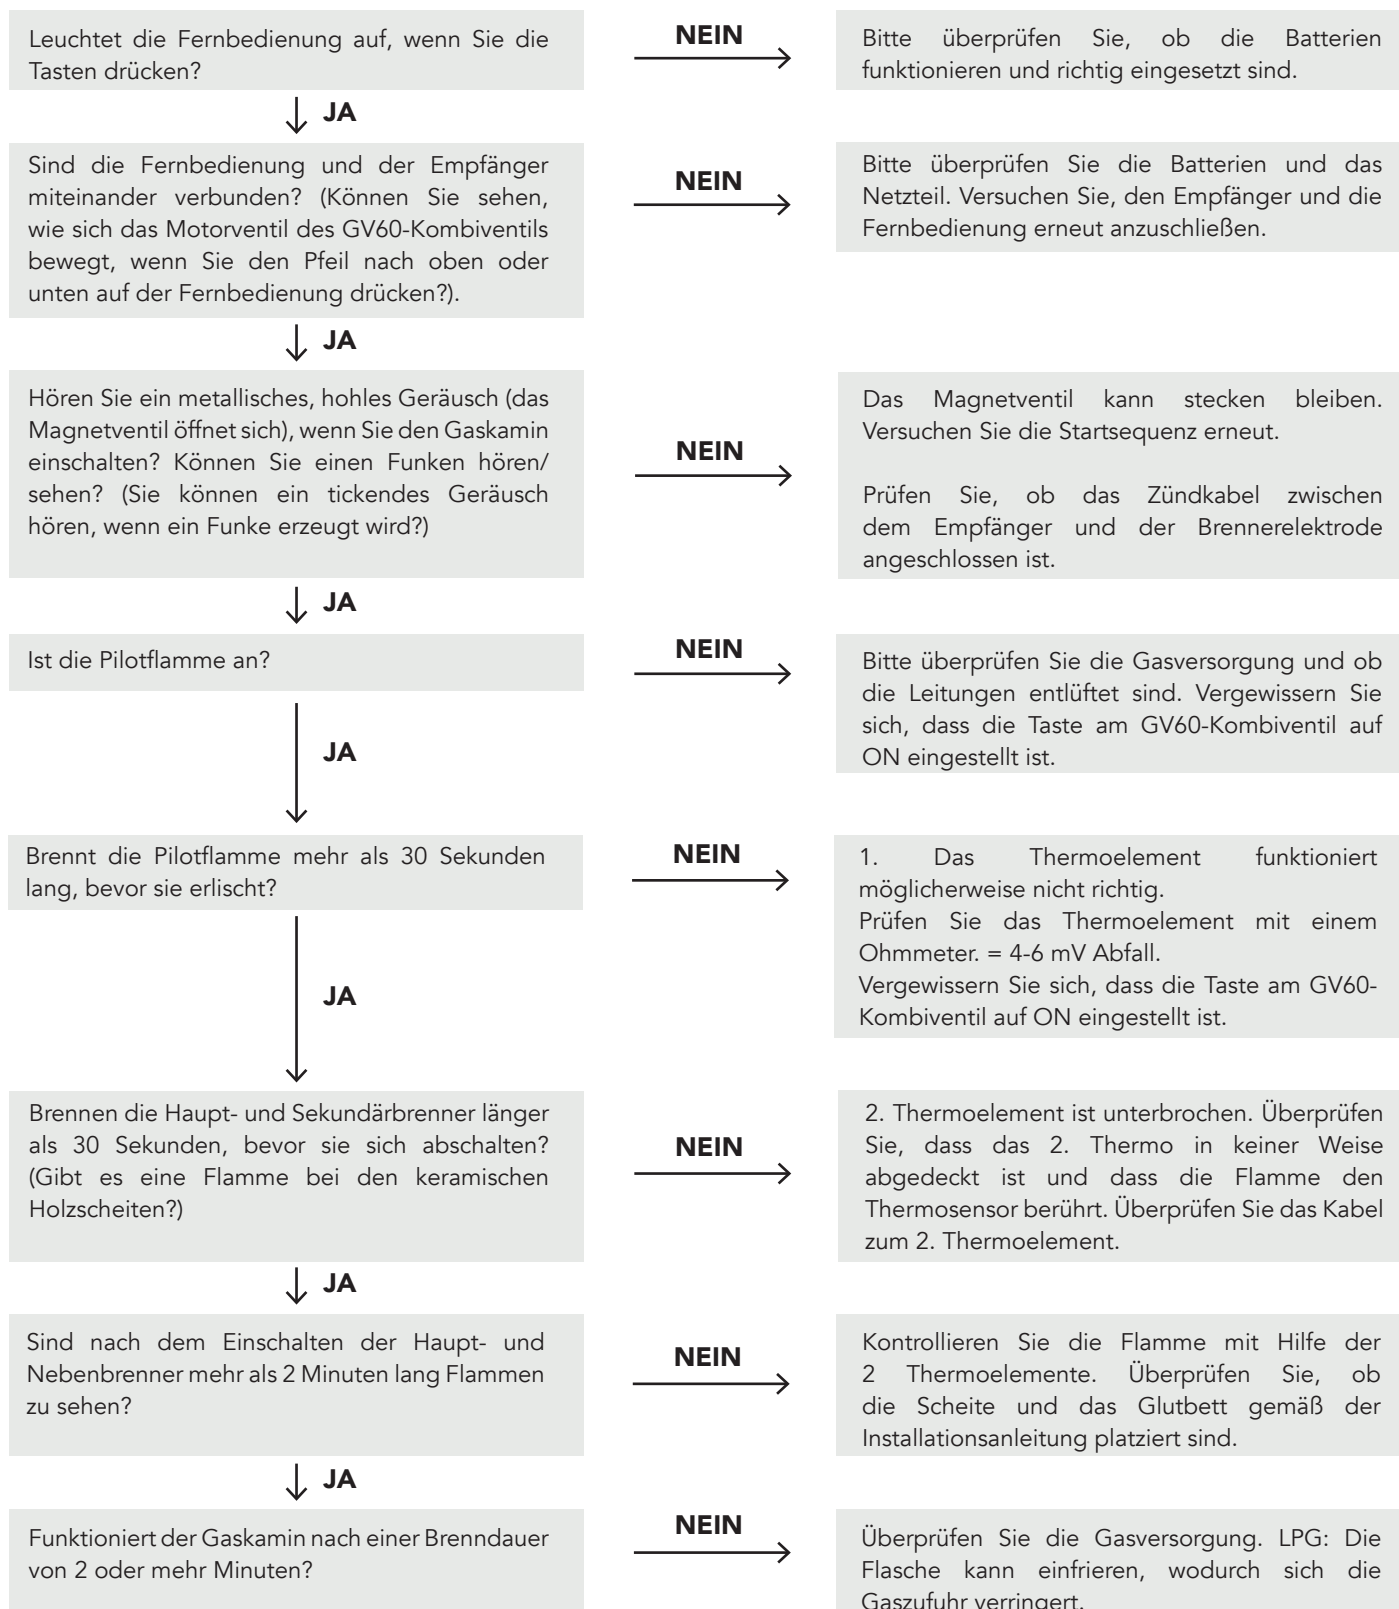 Leuchtet die Fernbedienung auf, wenn Sie die
Tasten drücken?
NEIN
Bitte überprüfen Sie, ob die Batterien
funktionieren und richtig eingesetzt sind.
JA
Sind die Fernbedienung und der Empfänger
miteinander verbunden? (Können Sie sehen,
wie sich das Motorventil des GV60-Kombiventils
bewegt, wenn Sie den Pfeil nach oben oder
unten auf der Fernbedienung drücken?).
NEIN
Bitte überprüfen Sie die Batterien und das
Netzteil. Versuchen Sie, den Empfänger und die
Fernbedienung erneut anzuschließen.
JA
Hören Sie ein metallisches, hohles Geräusch (das
Magnetventil öffnet sich), wenn Sie den Gaskamin
einschalten? Können Sie einen Funken hören/
sehen? (Sie können ein tickendes Geräusch
hören, wenn ein Funke erzeugt wird?)
NEIN
Das Magnetventil kann stecken bleiben.
Versuchen Sie die Startsequenz erneut.
Prüfen Sie, ob das Zündkabel zwischen
dem Empfänger und der Brennerelektrode
angeschlossen ist.
JA
Ist die Pilotflamme an?
NEIN
Bitte überprüfen Sie die Gasversorgung und ob
die Leitungen entlüftet sind. Vergewissern Sie
sich, dass die Taste am GV60-Kombiventil auf
ON eingestellt ist.
JA
Brennt die Pilotflamme mehr als 30 Sekunden
lang, bevor sie erlischt?
NEIN
1. Das Thermoelement funktioniert
möglicherweise nicht richtig.
Prüfen Sie das Thermoelement mit einem
Ohmmeter. = 4-6 mV Abfall.
Vergewissern Sie sich, dass die Taste am GV60-
Kombiventil auf ON eingestellt ist.
JA
Brennen die Haupt- und Sekundärbrenner länger
als 30 Sekunden, bevor sie sich abschalten?
(Gibt es eine Flamme bei den keramischen
Holzscheiten?)
NEIN
2. Thermoelement ist unterbrochen. Überprüfen
Sie, dass das 2. Thermo in keiner Weise
abgedeckt ist und dass die Flamme den
Thermosensor berührt. Überprüfen Sie das Kabel
zum 2. Thermoelement.
JA
Sind nach dem Einschalten der Haupt- und
Nebenbrenner mehr als 2 Minuten lang Flammen
zu sehen?
NEIN
Kontrollieren Sie die Flamme mit Hilfe der
2 Thermoelemente. Überprüfen Sie, ob
die Scheite und das Glutbett gemäß der
Installationsanleitung platziert sind.
JA
Funktioniert der Gaskamin nach einer Brenndauer
von 2 oder mehr Minuten?
NEIN
Überprüfen Sie die Gasversorgung. LPG: Die
Flasche kann einfrieren, wodurch sich die
Gaszufuhr verringert.